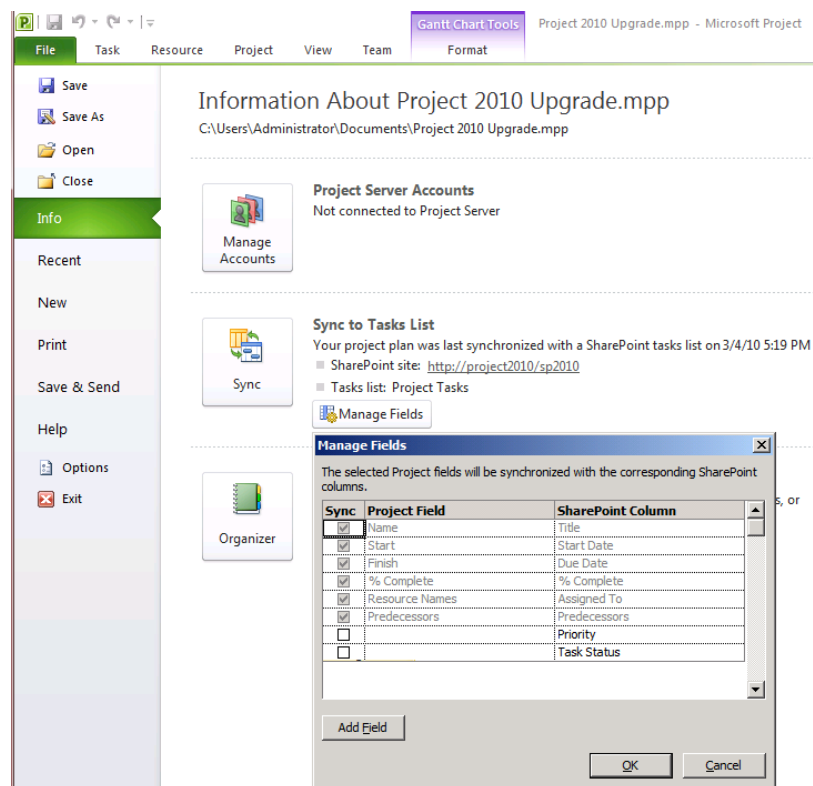 Gantt Chart Tools
Project 2010 Upgrade.mpp - Microsoft Project
File Task Resource Project View Team Format
Save
Save As
Open
Close
Info
Recent
New
Print
Save & Send
Help
Options
Exit
Information About Project 2010 Upgrade.mpp
C:\Users\Administrator\Documents\Project 2010 Upgrade.mpp
Manage
Accounts
Project Server Accounts
Not connected to Project Server
Sync
Sync to Tasks List
Your project plan was last synchronized with a SharePoint tasks list on 3/4/10 5:19 PM
SharePoint site: http://project2010/sp2010
Tasks list: Project Tasks
Manage Fields
Organizer
s, or
Manage Fields
The selected Project fields will be synchronized with the corresponding SharePoint
columns.
Sync Project Field SharePoint Column
Name Title
Start Start Date
Finish Due Date
% Complete % Complete
Resource Names Assigned To
Predecessors Predecessors
Priority
Task Status
Add Field
OK Cancel